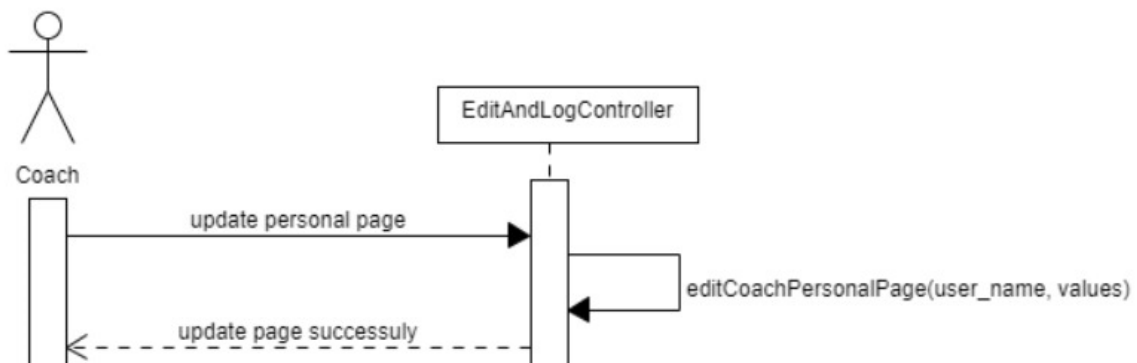 EditAndLogController
Coach
update personal page
editCoachPersonalPage(user_name, values)
update page successuly